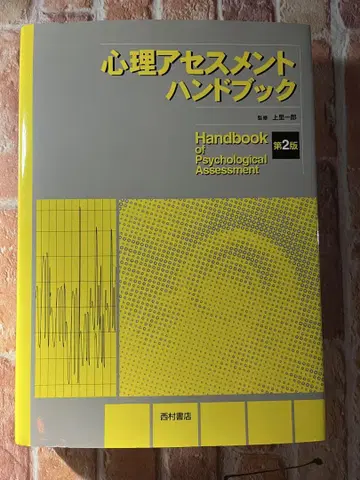 心理アセスメント
ハンドブック
監修 上里一郎
Handbook
of
Psychological
Assessment
第2版
西村書店